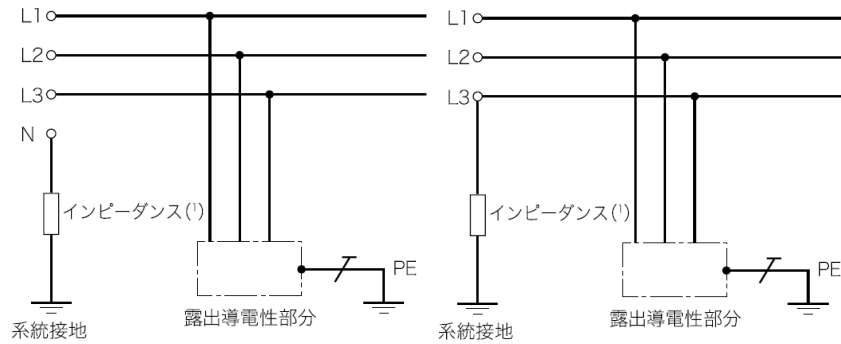 L1
L2
L3
N
インピーダンス(1)
PE
系統接地
露出導電性部分
L1
L2
L3
インピーダンス(1)
PE
系統接地
露出導電性部分